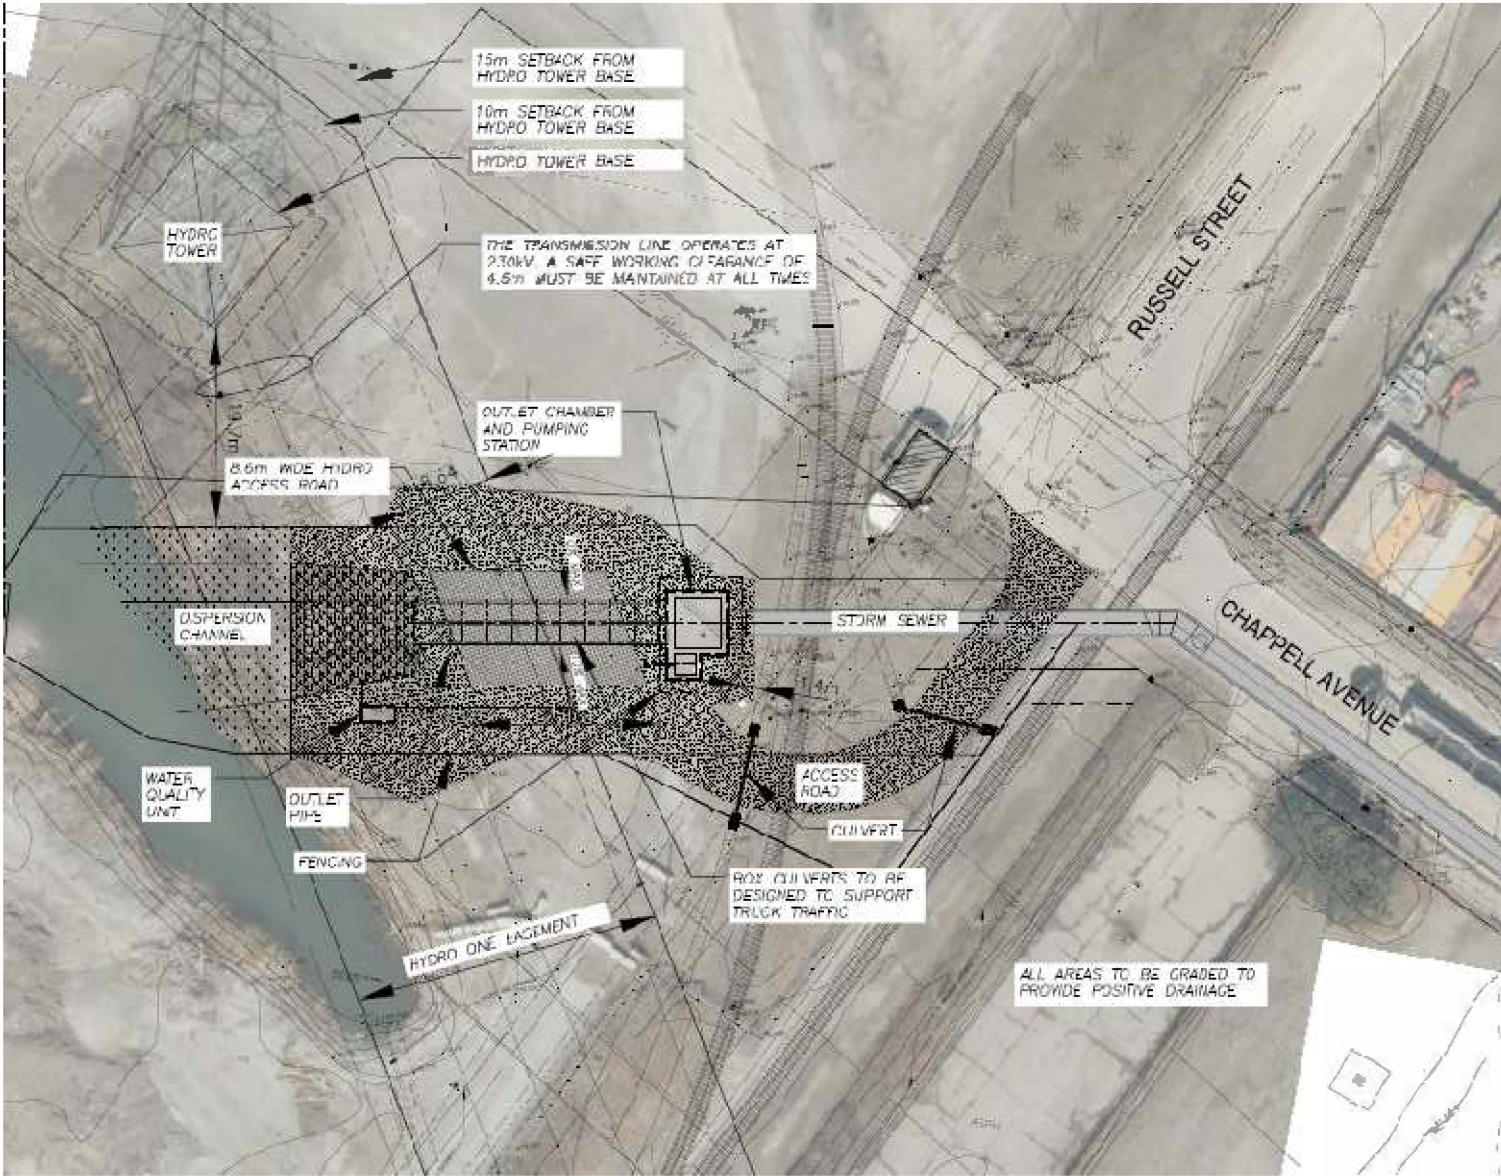 15m SETBACK FROM
HYDRO TOWER BASE
10m SETBACK FROM
HYDRO TOWER BASE
HYDRO TOWER BASE
HYDRO
TOWER
THE TRANSMISSION LINE OPERATES AT
230kV. A SAFE WORKING CLEARANCE OF
4.5m MUST BE MANTAINED AT ALL TIMES
RUSSELL STREET
OUTLET CHAMBER
AND PUMPING
STATION
8.6m WIDE HYDRO
ACCESS ROAD
DISPERSION
CHANNEL
STORM SEWER
CHAPPELL AVENUE
WATER
QUALITY
UNIT
OUTLET
PIPE
ACCESS
ROAD
CULVERT
FENCING
BOX CULVERTS TO BE
DESIGNED TO SUPPORT
TRUCK TRAFFIC
HYDRO ONE EASEMENT
ALL AREAS TO BE GRADED TO
PROVIDE POSITIVE DRAINAGE